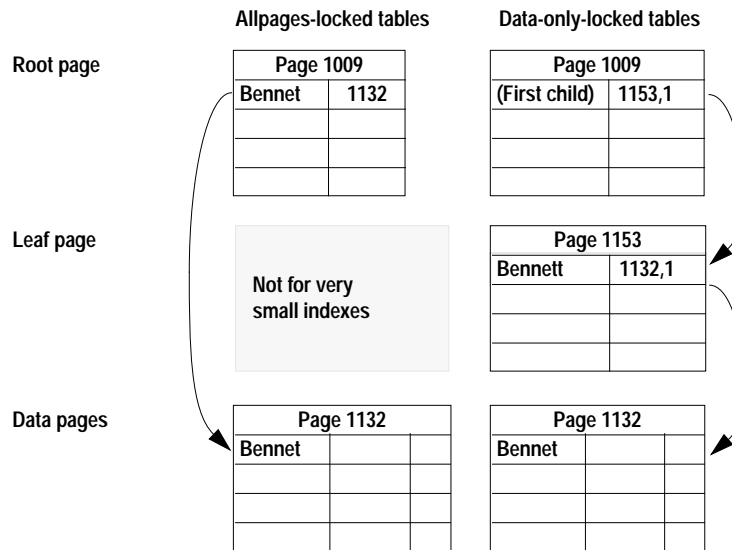 Allpages-locked tables Data-only-locked tables
Root page
Page 1009 Page 1009
Bennet 1132 (First child) 1153,1
Leaf page
Page 1153
Bennett 1132,1
Not for very
small indexes
Data pages
Page 1132 Page 1132
Bennet Bennet